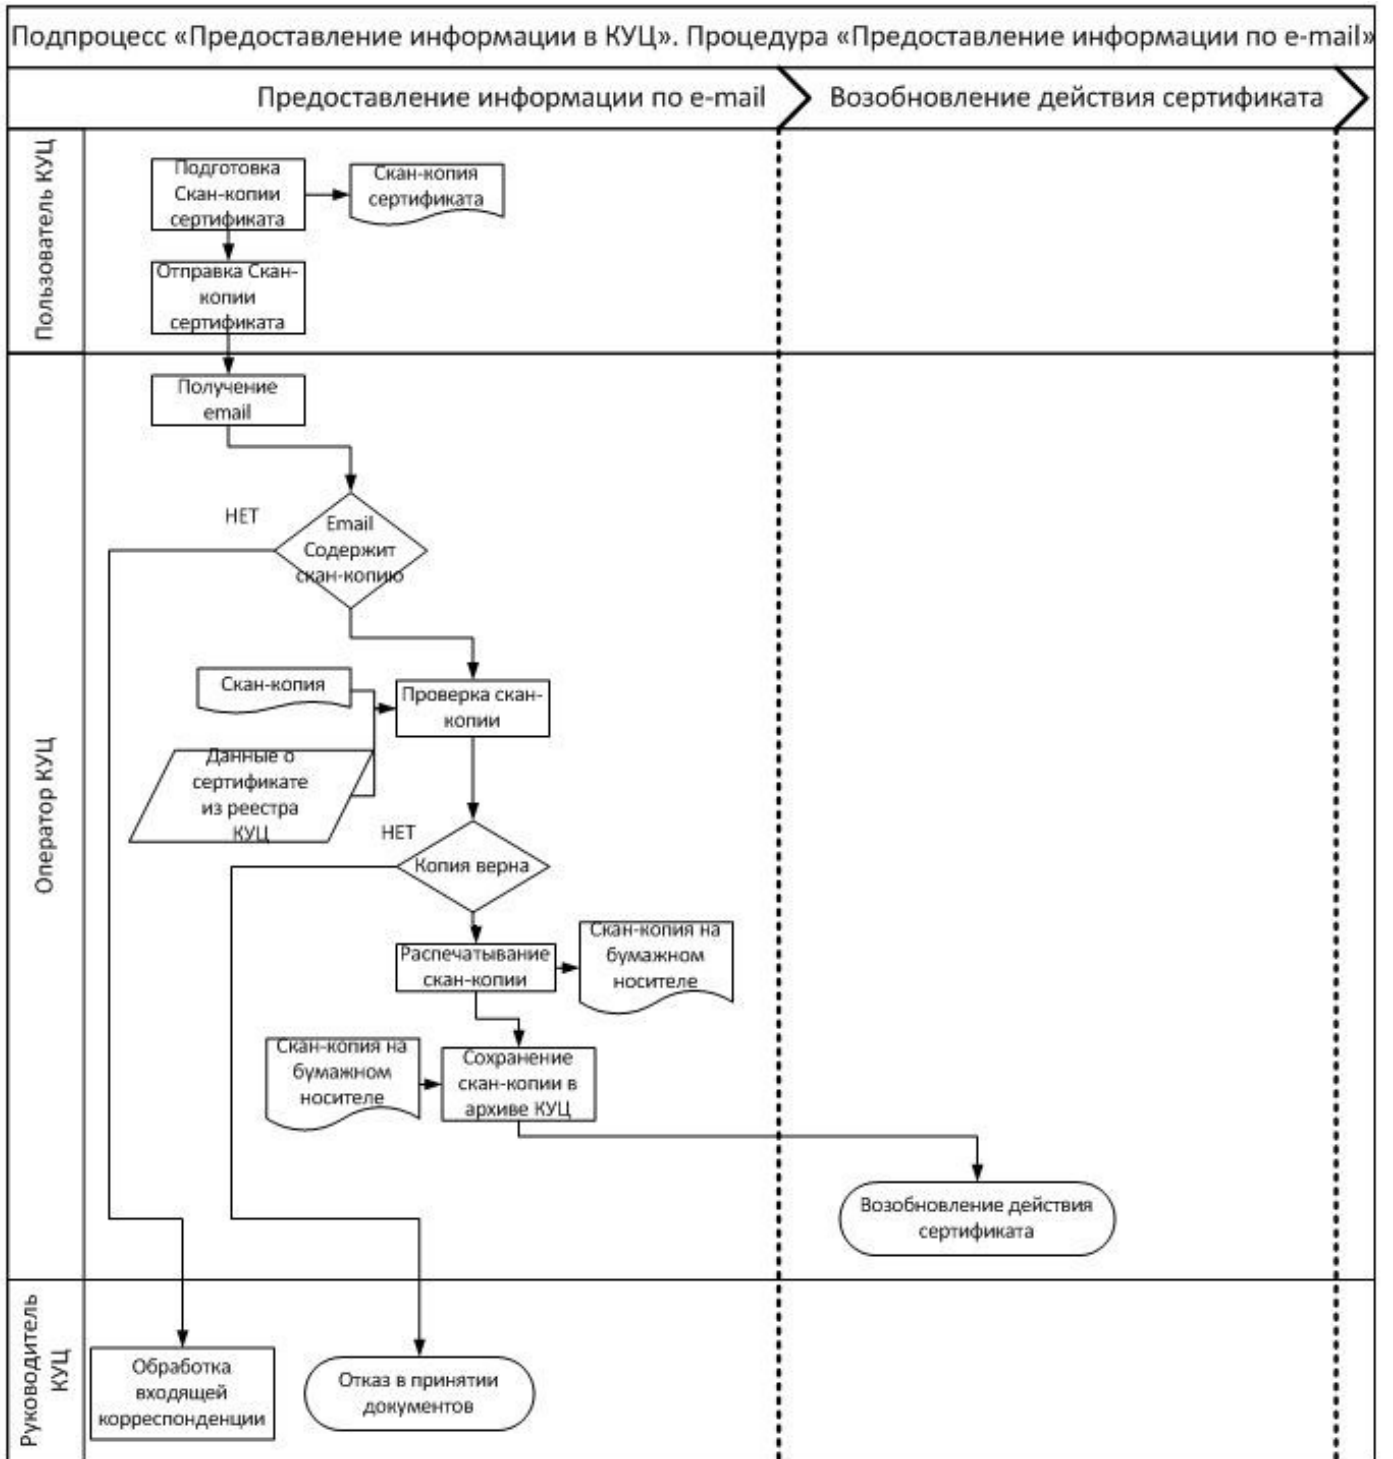 Подпроцесс «Предоставление информации в КУЦ». Процедура «Предоставление информации по e-mail»
Предоставление информации по e-mail
Возобновление действия сертификата
Пользователь КУЦ
Подготовка
Скан-копии
сертификата
Скан-копия
сертификата
Отправка Скан-
копии
сертификата
Оператор КУЦ
Получение
email
НЕТ
Email
Содержит
скан-копию
Скан-копия
Проверка скан-
копии
Данные о
сертификате
из реестра
КУЦ
НЕТ
Копия верна
Распечатывание
скан-копии
Скан-копия на
бумажном
носителе
Скан-копия на
бумажном
носителе
Сохранение
скан-копии в
архиве КУЦ
Возобновление действия
сертификата
Руководитель
КУЦ
Обработка
входящей
корреспонденции
Отказ в принятии
документов